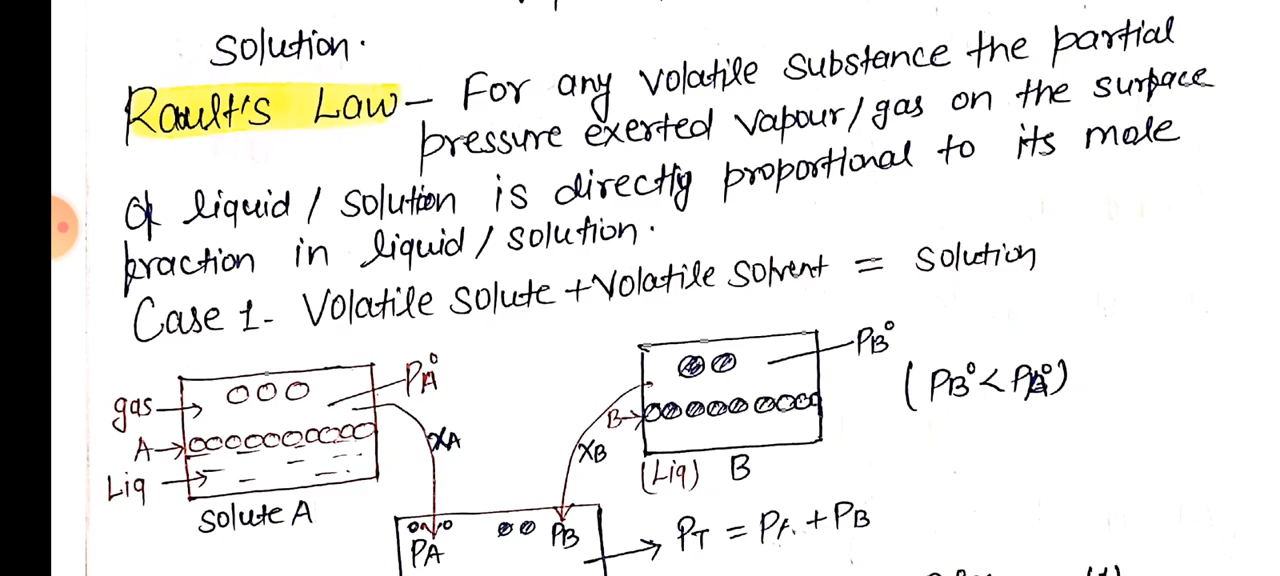 Solution.
Raoult's Law – For any volatile substance the partial
pressure exerted vapour/gas on the surface
of liquid / solution is directly proportional to its mole
fraction in liquid / solution.
Case 1- Volatile solute + Volatile solvent = solution
PB°
PA°
(PB° < PA°)
gas
A
B
XA
XB
Liq
(Liq) B
Solute A
PA
PB
PT = PA + PB